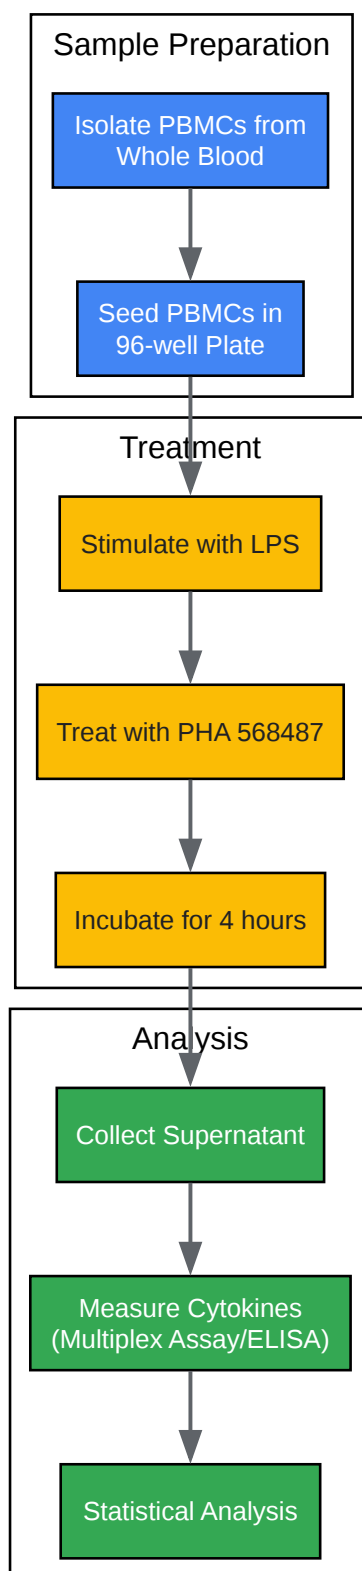 Sample Preparation
Isolate PBMCs from
Whole Blood
Seed PBMCs in
96-well Plate
Treatment
Stimulate with LPS
Treat with PHA 568487
Incubate for 4 hours
Analysis
Collect Supernatant
Measure Cytokines
(Multiplex Assay/ELISA)
Statistical Analysis